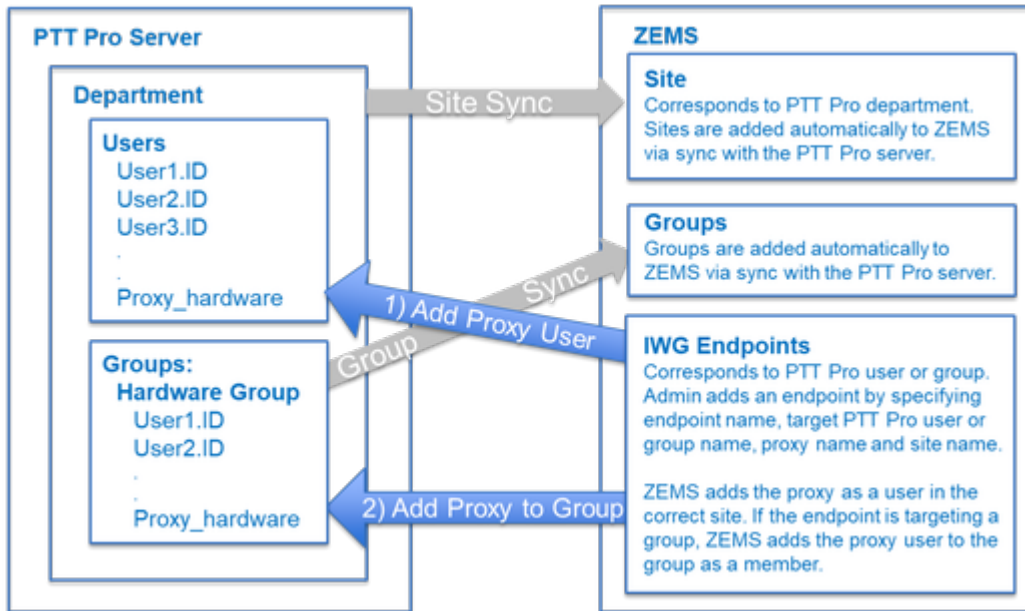 PTT Pro Server
Department
Users
User1.ID
User2.ID
User3.ID
.
.
Proxy_hardware
Groups:
Hardware Group
User1.ID
User2.ID
.
.
Proxy_hardware
Site Sync
Group Sync
1) Add Proxy User
2) Add Proxy to Group
ZEMS
Site
Corresponds to PTT Pro department.
Sites are added automatically to ZEMS
via sync with the PTT Pro server.
Groups
Groups are added automatically to
ZEMS via sync with the PTT Pro server.
IWG Endpoints
Corresponds to PTT Pro user or group.
Admin adds an endpoint by specifying
endpoint name, target PTT Pro user or
group name, proxy name and site name.
ZEMS adds the proxy as a user in the
correct site. If the endpoint is targeting a
group, ZEMS adds the proxy user to the
group as a member.